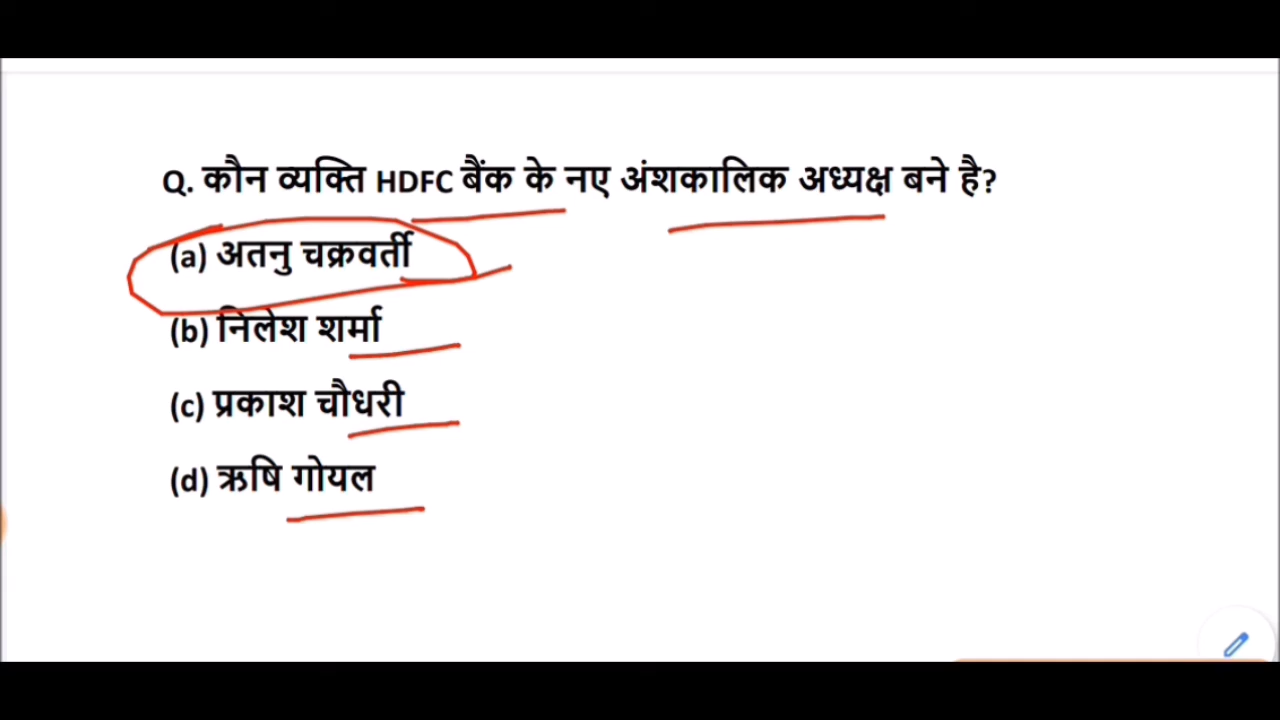 Q. कौन व्यक्ति HDFC बैंक के नए अंशकालिक अध्यक्ष बने है?
(a) अतनु चक्रवर्ती
(b) निलेश शर्मा
(c) प्रकाश चौधरी
(d) ऋषि गोयल